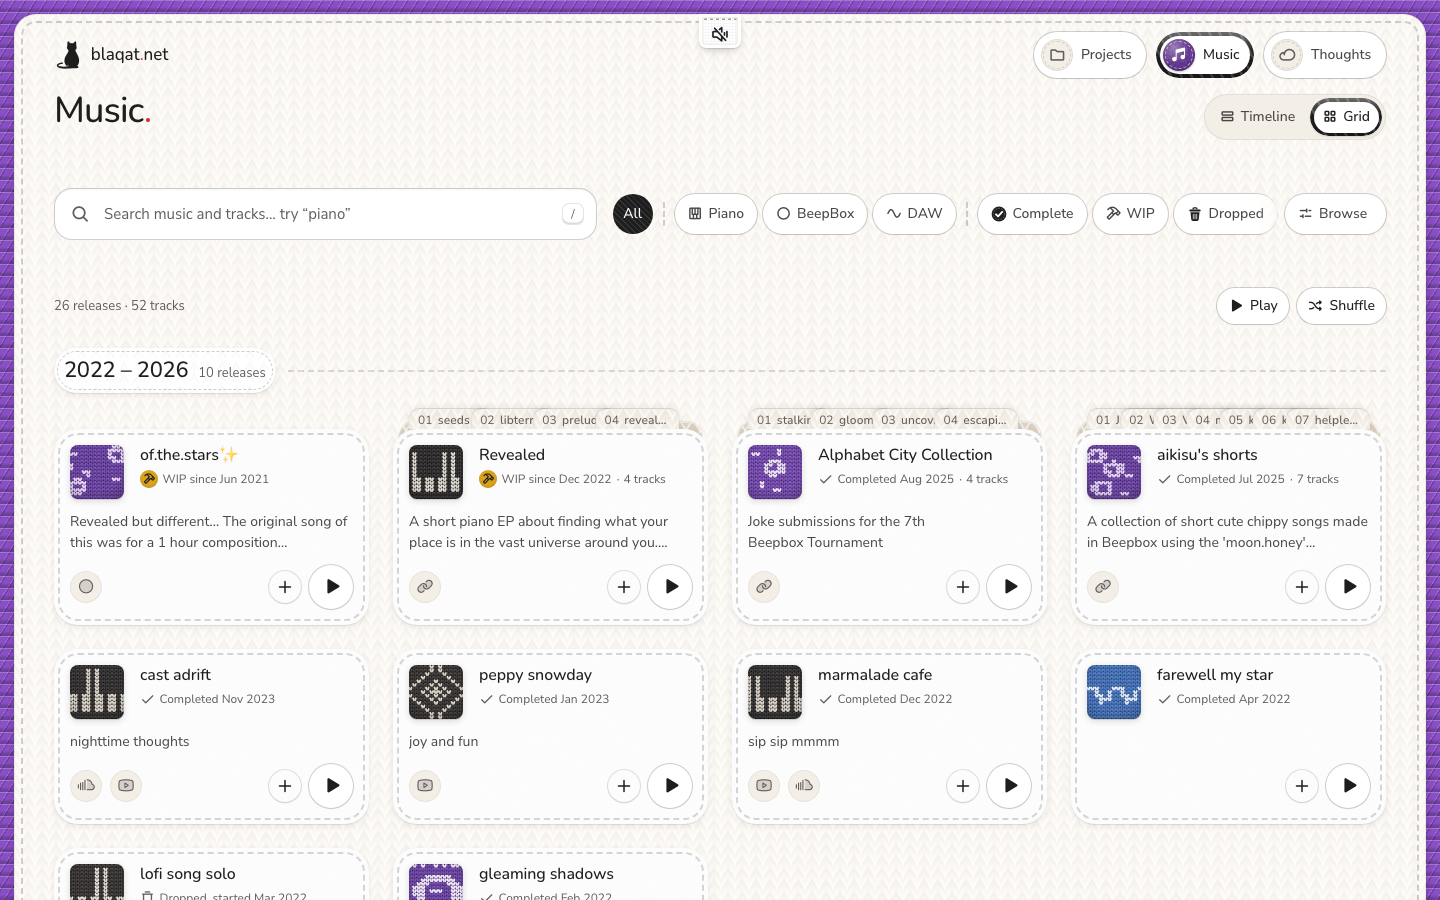 blaqat.net
Projects
Music
Thoughts
Music.
Timeline
Grid
Search music and tracks... try “piano”
/
All
Piano
BeepBox
DAW
Complete
WIP
Dropped
Browse
26 releases · 52 tracks
Play
Shuffle
2022 – 2026 10 releases
01 seeds 02 libterr 03 preluc 04 reveal...
01 stalkir 02 gloom 03 uncov 04 escapi...
01 02 03 04 05 06 07 helple...
of.the.stars✨
WIP since Jun 2021
Revealed but different... The original song of
this was for a 1 hour composition...
Revealed
WIP since Dec 2022 · 4 tracks
A short piano EP about finding what your
place is in the vast universe around you....
Alphabet City Collection
Completed Aug 2025 · 4 tracks
Joke submissions for the 7th
Beepbox Tournament
aikisu's shorts
Completed Jul 2025 · 7 tracks
A collection of short cute chippy songs made
in Beepbox using the 'moon.honey'...
cast adrift
Completed Nov 2023
nighttime thoughts
peppy snowday
Completed Jan 2023
joy and fun
marmalade cafe
Completed Dec 2022
sip sip mmmm
farewell my star
Completed Apr 2022
lofi song solo
Dropped, started Mar 2022
gleaming shadows
Completed Feb 2022